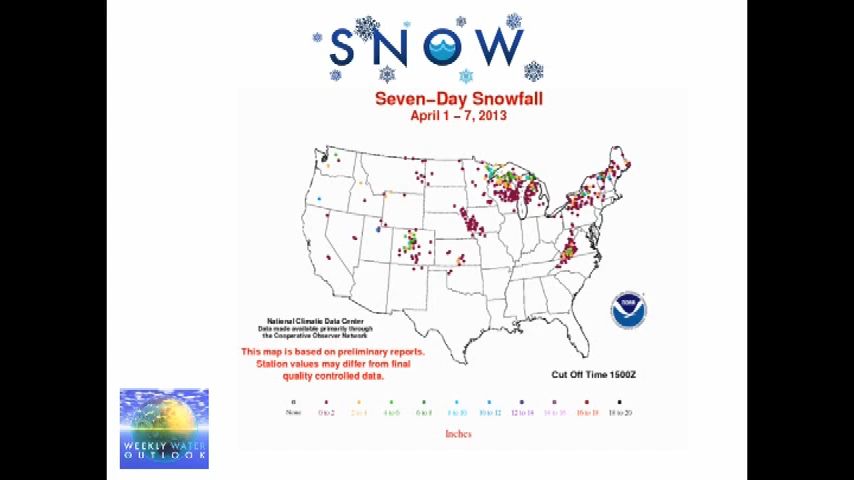 SNOW
Seven-Day Snowfall
April 1 - 7, 2013
NOAA
National Climatic Data Center
Data made available primarily through
the Cooperative Observer Network
This map is based on preliminary reports.
Station values may differ from final
quality controlled data.
Cut Off Time 1500Z
None 0 to 2 2 to 4 4 to 6 6 to 8 8 to 10 10 to 12 12 to 14 14 to 16 16 to 18 18 to 20
Inches
WEEKLY WATER
OUTLOOK